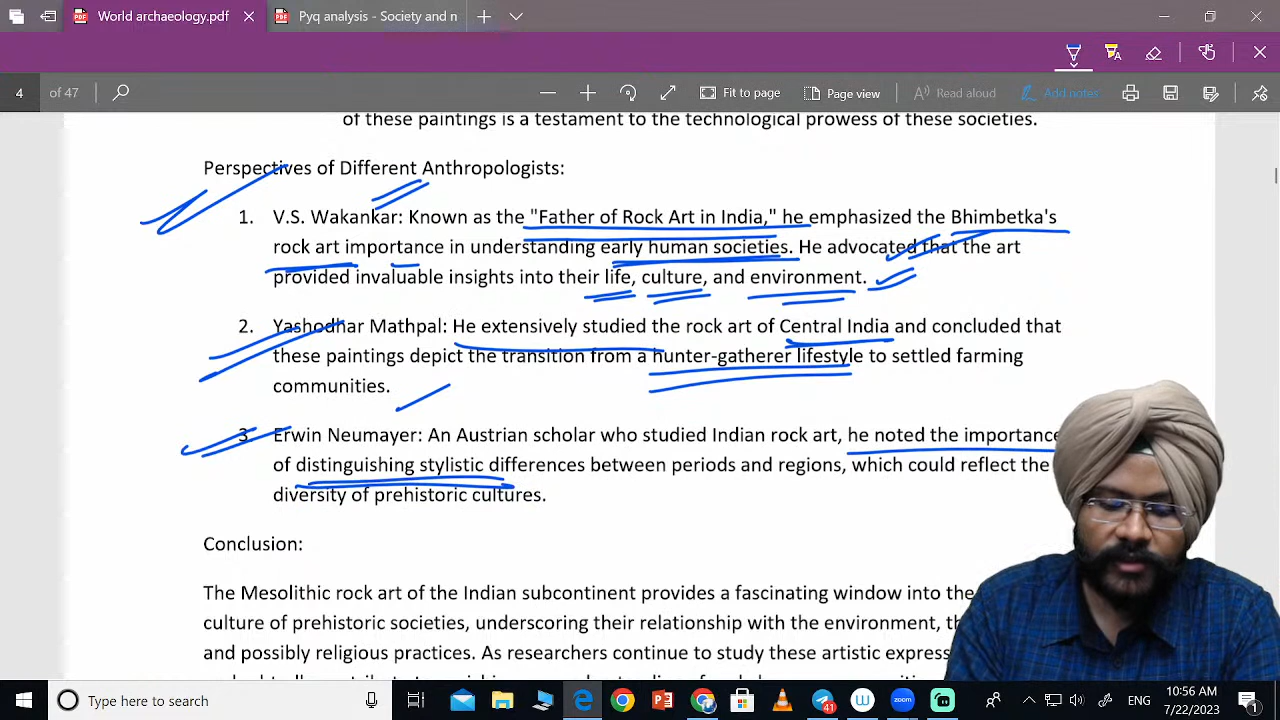 World archaeology.pdf
Pyq analysis - Society and n
4 of 47
Fit to page
Page view
Read aloud
Add notes
of these paintings is a testament to the technological prowess of these societies.
Perspectives of Different Anthropologists:
1. V.S. Wakankar: Known as the "Father of Rock Art in India," he emphasized the Bhimbetka's
rock art importance in understanding early human societies. He advocated that the art
provided invaluable insights into their life, culture, and environment.
2. Yashodhar Mathpal: He extensively studied the rock art of Central India and concluded that
these paintings depict the transition from a hunter-gatherer lifestyle to settled farming
communities.
3. Erwin Neumayer: An Austrian scholar who studied Indian rock art, he noted the importance
of distinguishing stylistic differences between periods and regions, which could reflect the
diversity of prehistoric cultures.
Conclusion:
The Mesolithic rock art of the Indian subcontinent provides a fascinating window into the
culture of prehistoric societies, underscoring their relationship with the environment,
and possibly religious practices. As researchers continue to study these artistic
Type here to search
41
ENG
10:56 AM
7/22/2023